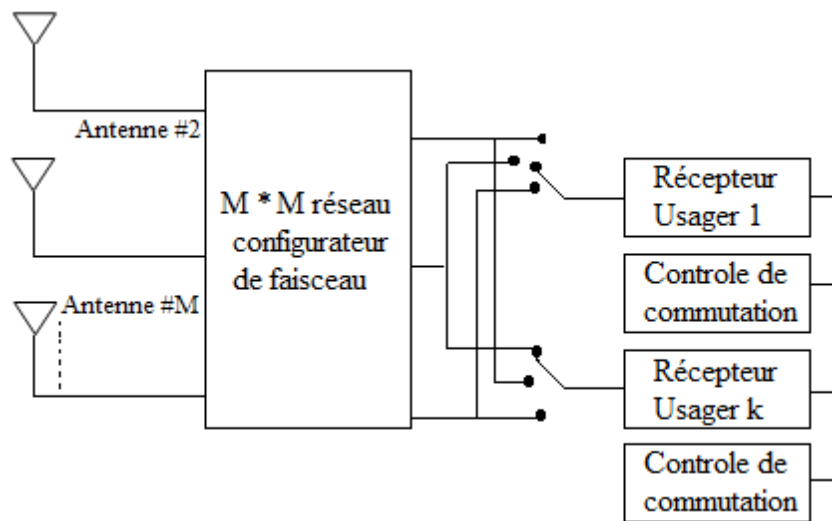 Antenne #2
M * M réseau
configurateur
de faisceau
Antenne #M
Récepteur
Usager 1
Controle de
commutation
Récepteur
Usager k
Controle de
commutation